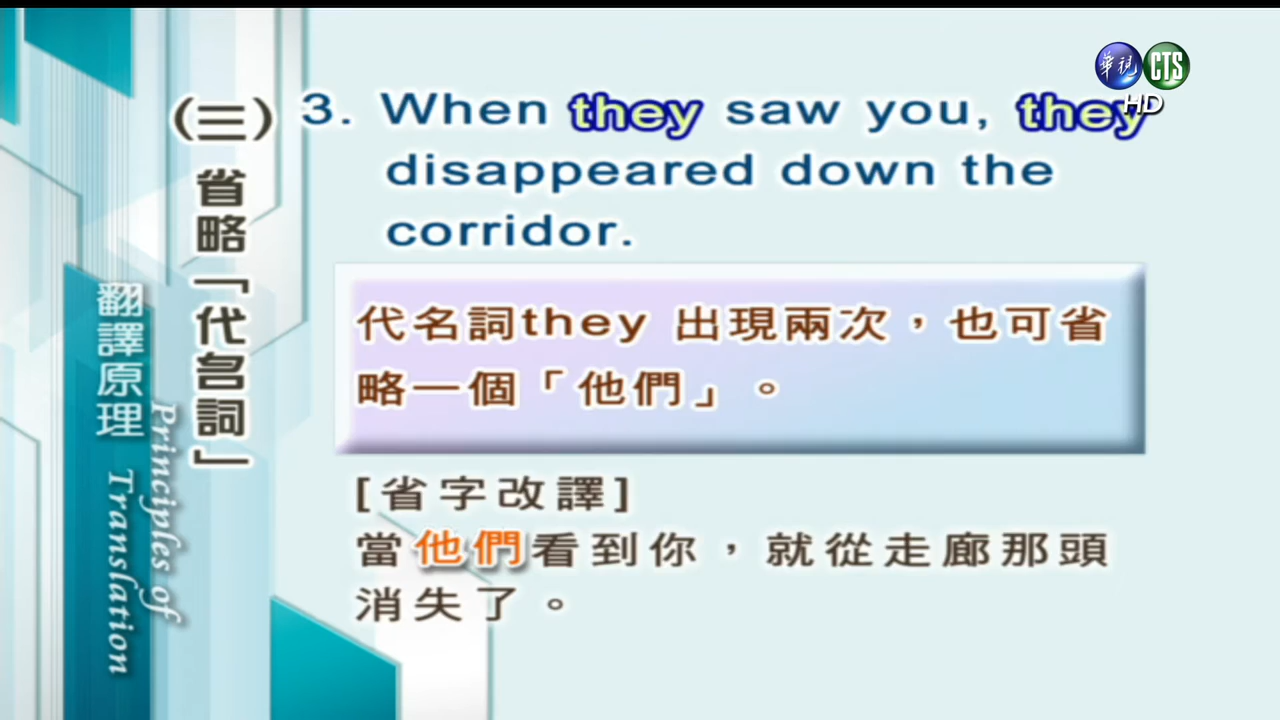 華視 CTS
HD
(三)省略「代名詞」
翻譯原理
Principles of
Translation
3. When they saw you, they
disappeared down the
corridor.
代名詞they 出現兩次，也可省
略一個「他們」。
[省字改譯]
當他們看到你，就從走廊那頭
消失了。